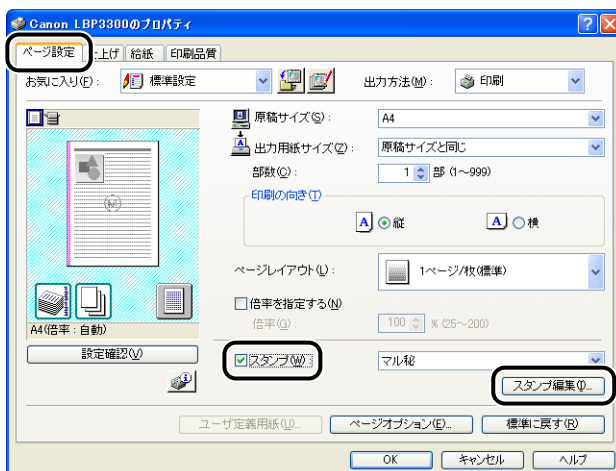 Canon LBP3300のプロパティ
ページ設定 上げ 給紙 印刷品質
お気に入り(F): 標準設定 出力方法(M): 印刷
原稿サイズ(S): A4
出力用紙サイズ(Z): 原稿サイズと同じ
部数(C): 1 部 (1～999)
印刷の向き(T)
A 縦 A 横
ページレイアウト(L): 1ページ/枚(標準)
倍率を指定する(N)
倍率(G): 100 % (25～200)
A4(倍率:自動)
設定確認(V)
スタンプ(W): マル秘
スタンプ編集(I)...
ユーザ定義用紙(U)... ページオプション(E)... 標準に戻す(R)
OK キャンセル ヘルプ